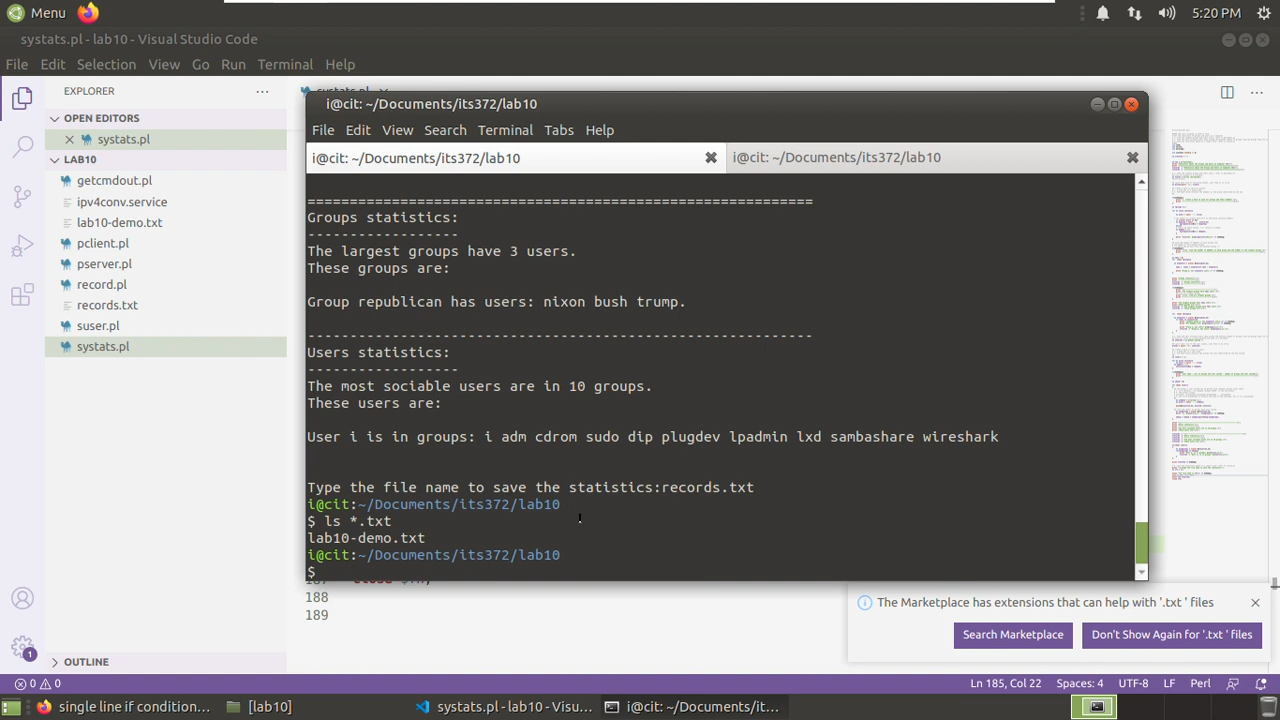 Menu
5:20 PM
systats.pl - lab10 - Visual Studio Code
File Edit Selection View Go Run Terminal Help
EXPLORER
OPEN EDITORS
systats.pl
LAB10
getcmdout.pl
ipv4conv.service
lab10-demo.txt
pclient.pl
pserver.pl
record.pl
records.txt
suser.pl
systats.pl
OUTLINE
i@cit: ~/Documents/its372/lab10
File Edit View Search Terminal Tabs Help
i@cit: ~/Documents/its372/lab10
i@cit: ~/Documents/its372/lab10
============================================================
Groups statistics:
------------------
The largest groups have 3 users.
These groups are:
Group republican has users: nixon bush trump.
------------------------------------------------------------
Users statistics:
------------------
The most sociable users are in 10 groups.
These users are:
User i is in groups: i adm cdrom sudo dip plugdev lpadmin lxd sambashare wireshark
Type the file name to save the statistics:records.txt
i@cit:~/Documents/its372/lab10
$ ls *.txt
lab10-demo.txt
i@cit:~/Documents/its372/lab10
$
188
189
The Marketplace has extensions that can help with '.txt ' files
Search Marketplace
Don't Show Again for '.txt ' files
1
0 0
Ln 185, Col 22 Spaces: 4 UTF-8 LF Perl
single line if condition...
[lab10]
systats.pl - lab10 - Visu...
i@cit: ~/Documents/its...